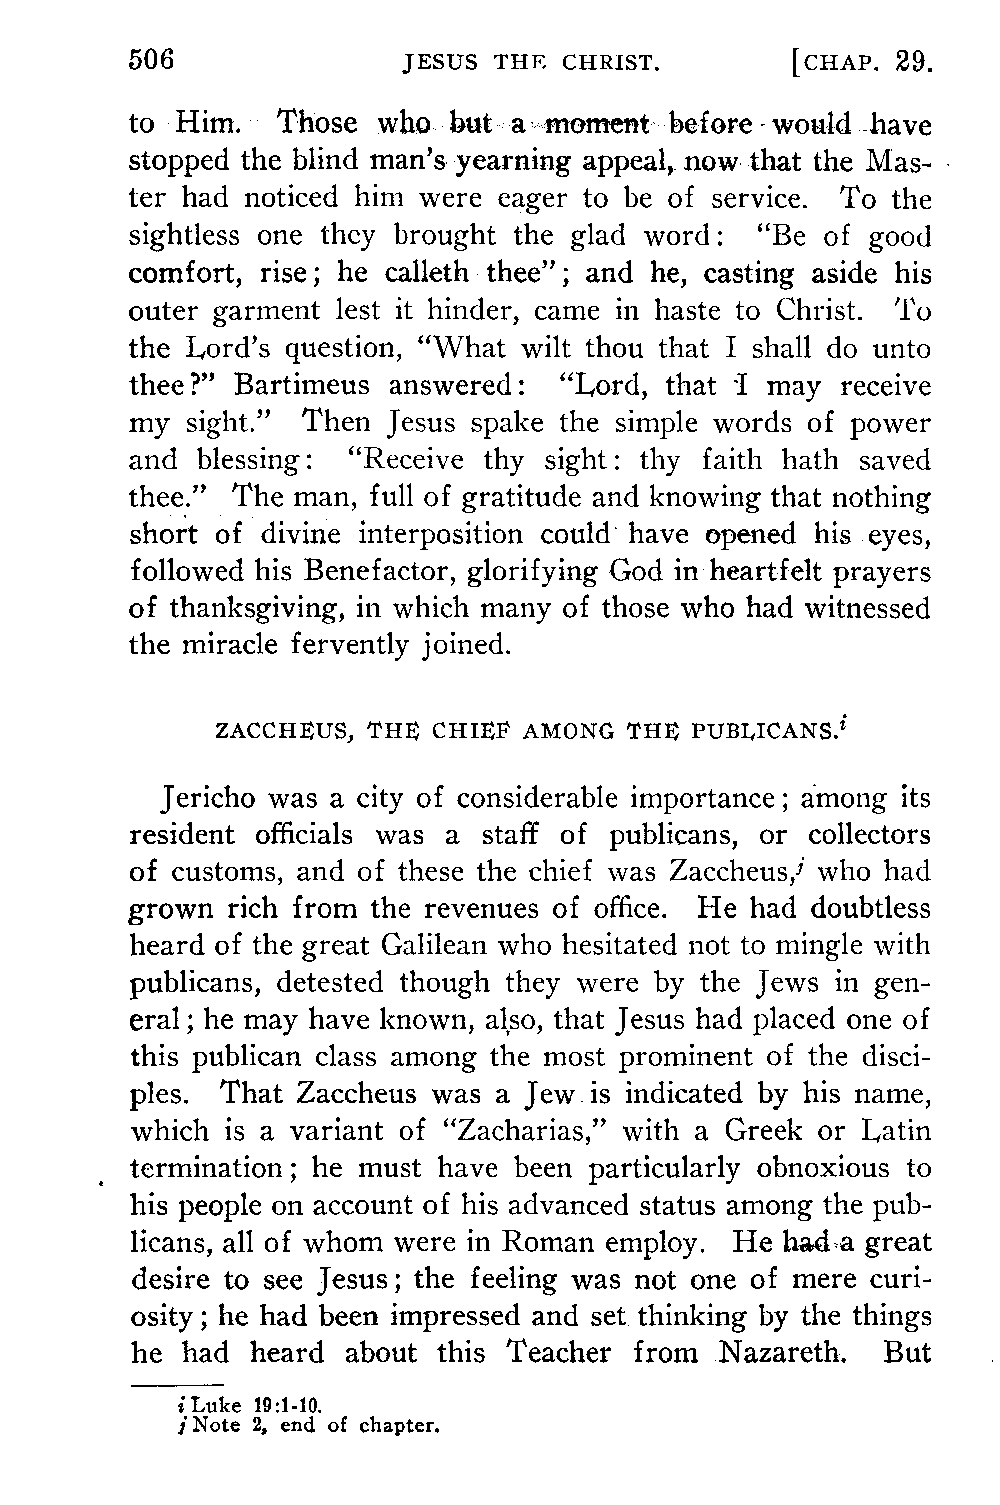 506 JESUS THE CHRIST. [CHAP. 29.
to Him. Those who but a moment before would have
stopped the blind man's yearning appeal, now that the Mas-
ter had noticed him were eager to be of service. To the
sightless one they brought the glad word: "Be of good
comfort, rise; he calleth thee"; and he, casting aside his
outer garment lest it hinder, came in haste to Christ. To
the Lord's question, "What wilt thou that I shall do unto
thee?" Bartimeus answered: "Lord, that I may receive
my sight." Then Jesus spake the simple words of power
and blessing: "Receive thy sight: thy faith hath saved
thee." The man, full of gratitude and knowing that nothing
short of divine interposition could have opened his eyes,
followed his Benefactor, glorifying God in heartfelt prayers
of thanksgiving, in which many of those who had witnessed
the miracle fervently joined.
ZACCHEUS, THE CHIEF AMONG THE PUBLICANS.i
Jericho was a city of considerable importance; among its
resident officials was a staff of publicans, or collectors
of customs, and of these the chief was Zaccheus,j who had
grown rich from the revenues of office. He had doubtless
heard of the great Galilean who hesitated not to mingle with
publicans, detested though they were by the Jews in gen-
eral; he may have known, also, that Jesus had placed one of
this publican class among the most prominent of the disci-
ples. That Zaccheus was a Jew is indicated by his name,
which is a variant of "Zacharias," with a Greek or Latin
termination; he must have been particularly obnoxious to
his people on account of his advanced status among the pub-
licans, all of whom were in Roman employ. He had a great
desire to see Jesus; the feeling was not one of mere curi-
osity; he had been impressed and set thinking by the things
he had heard about this Teacher from Nazareth. But
i Luke 19:1-10.
j Note 2, end of chapter.